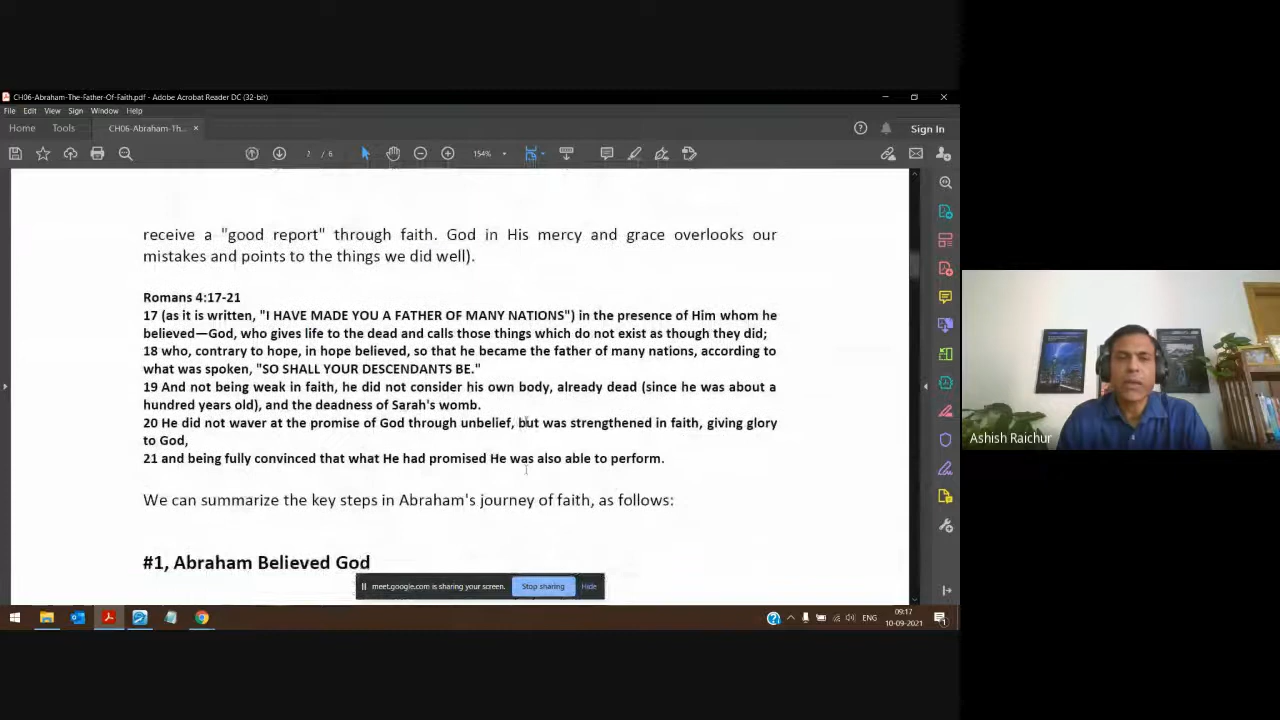 CH06-Abraham-The-Father-Of-Faith.pdf - Adobe Acrobat Reader DC (32-bit)
File Edit View Sign Window Help
Home Tools CH06-Abraham-Th... × Sign In
2 / 6 154%
receive a "good report" through faith. God in His mercy and grace overlooks our
mistakes and points to the things we did well).
Romans 4:17-21
17 (as it is written, "I HAVE MADE YOU A FATHER OF MANY NATIONS") in the presence of Him whom he
believed—God, who gives life to the dead and calls those things which do not exist as though they did;
18 who, contrary to hope, in hope believed, so that he became the father of many nations, according to
what was spoken, "SO SHALL YOUR DESCENDANTS BE."
19 And not being weak in faith, he did not consider his own body, already dead (since he was about a
hundred years old), and the deadness of Sarah's womb.
20 He did not waver at the promise of God through unbelief, but was strengthened in faith, giving glory
to God,
21 and being fully convinced that what He had promised He was also able to perform.
We can summarize the key steps in Abraham's journey of faith, as follows:
#1, Abraham Believed God
meet.google.com is sharing your screen. Stop sharing Hide
ENG
09:17
10-09-2021
Ashish Raichur